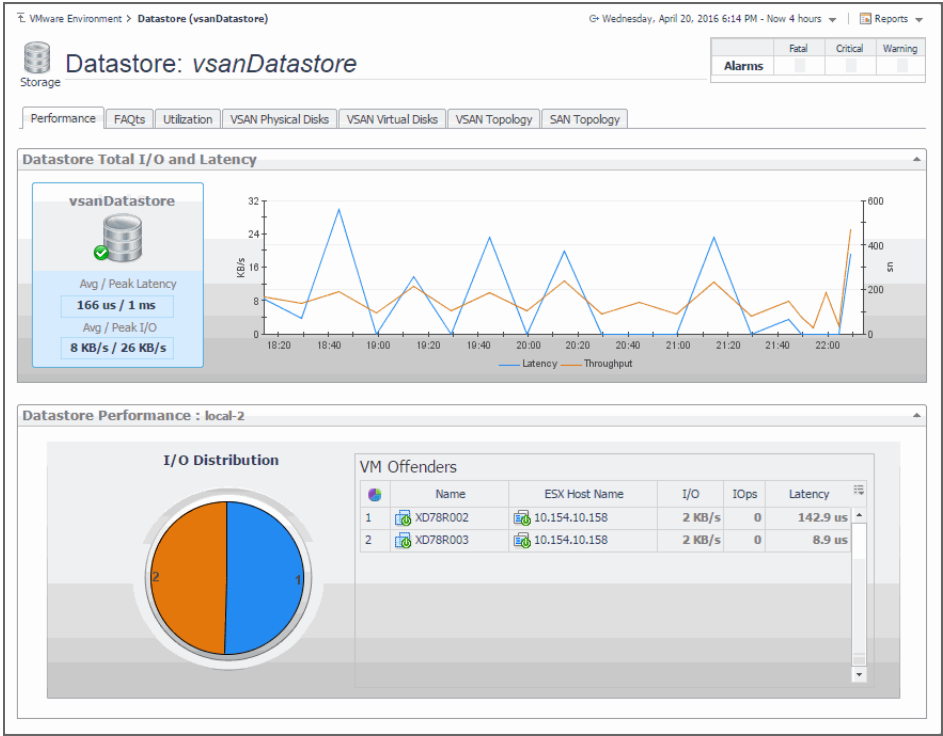 VMware Environment > Datastore (vsanDatastore)
Wednesday, April 20, 2016 6:14 PM - Now 4 hours
Reports
Storage
Datastore: vsanDatastore
Fatal Critical Warning
Alarms
Performance FAQts Utilization VSAN Physical Disks VSAN Virtual Disks VSAN Topology SAN Topology
Datastore Total I/O and Latency
vsanDatastore
Avg / Peak Latency
166 us / 1 ms
Avg / Peak I/O
8 KB/s / 26 KB/s
32
24
16
8
0
KB/s
600
400
200
0
us
18:20 18:40 19:00 19:20 19:40 20:00 20:20 20:40 21:00 21:20 21:40 22:00
Latency Throughput
Datastore Performance : local-2
I/O Distribution
2 1
VM Offenders
Name ESX Host Name I/O IOps Latency
1 XD78R002 10.154.10.158 2 KB/s 0 142.9 us
2 XD78R003 10.154.10.158 2 KB/s 0 8.9 us